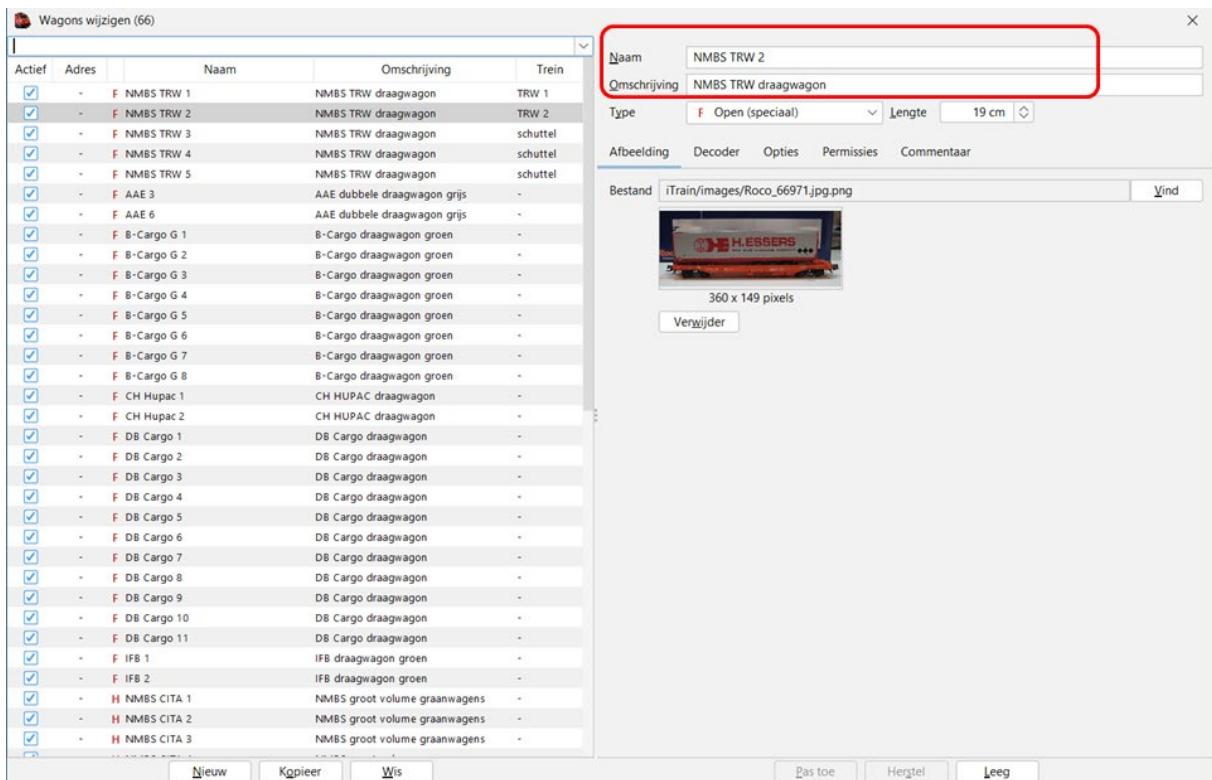 Wagons wijzigen (66)
Actief Adres Naam Omschrijving Trein
- F NMBS TRW 1 NMBS TRW draagwagon TRW 1
- F NMBS TRW 2 NMBS TRW draagwagon TRW 2
- F NMBS TRW 3 NMBS TRW draagwagon schuttel
- F NMBS TRW 4 NMBS TRW draagwagon schuttel
- F NMBS TRW 5 NMBS TRW draagwagon schuttel
- F AAE 3 AAE dubbele draagwagon grijs -
- F AAE 6 AAE dubbele draagwagon grijs -
- F B-Cargo G 1 B-Cargo draagwagon groen -
- F B-Cargo G 2 B-Cargo draagwagon groen -
- F B-Cargo G 3 B-Cargo draagwagon groen -
- F B-Cargo G 4 B-Cargo draagwagon groen -
- F B-Cargo G 5 B-Cargo draagwagon groen -
- F B-Cargo G 6 B-Cargo draagwagon groen -
- F B-Cargo G 7 B-Cargo draagwagon groen -
- F B-Cargo G 8 B-Cargo draagwagon groen -
- F CH Hupac 1 CH HUPAC draagwagon -
- F CH Hupac 2 CH HUPAC draagwagon -
- F DB Cargo 1 DB Cargo draagwagon -
- F DB Cargo 2 DB Cargo draagwagon -
- F DB Cargo 3 DB Cargo draagwagon -
- F DB Cargo 4 DB Cargo draagwagon -
- F DB Cargo 5 DB Cargo draagwagon -
- F DB Cargo 6 DB Cargo draagwagon -
- F DB Cargo 7 DB Cargo draagwagon -
- F DB Cargo 8 DB Cargo draagwagon -
- F DB Cargo 9 DB Cargo draagwagon -
- F DB Cargo 10 DB Cargo draagwagon -
- F DB Cargo 11 DB Cargo draagwagon -
- F IFB 1 IFB draagwagon groen -
- F IFB 2 IFB draagwagon groen -
- H NMBS CITA 1 NMBS groot volume graanwagens -
- H NMBS CITA 2 NMBS groot volume graanwagens -
- H NMBS CITA 3 NMBS groot volume graanwagens -
Nieuw Kopieer Wis
Naam NMBS TRW 2
Omschrijving NMBS TRW draagwagon
Type F Open (speciaal) Lengte 19 cm
Afbeelding Decoder Opties Permissies Commentaar
Bestand iTrain/images/Roco_66971.jpg.png Vind
H.ESSERS
360 x 149 pixels
Verwijder
Pas toe Herstel Leeg